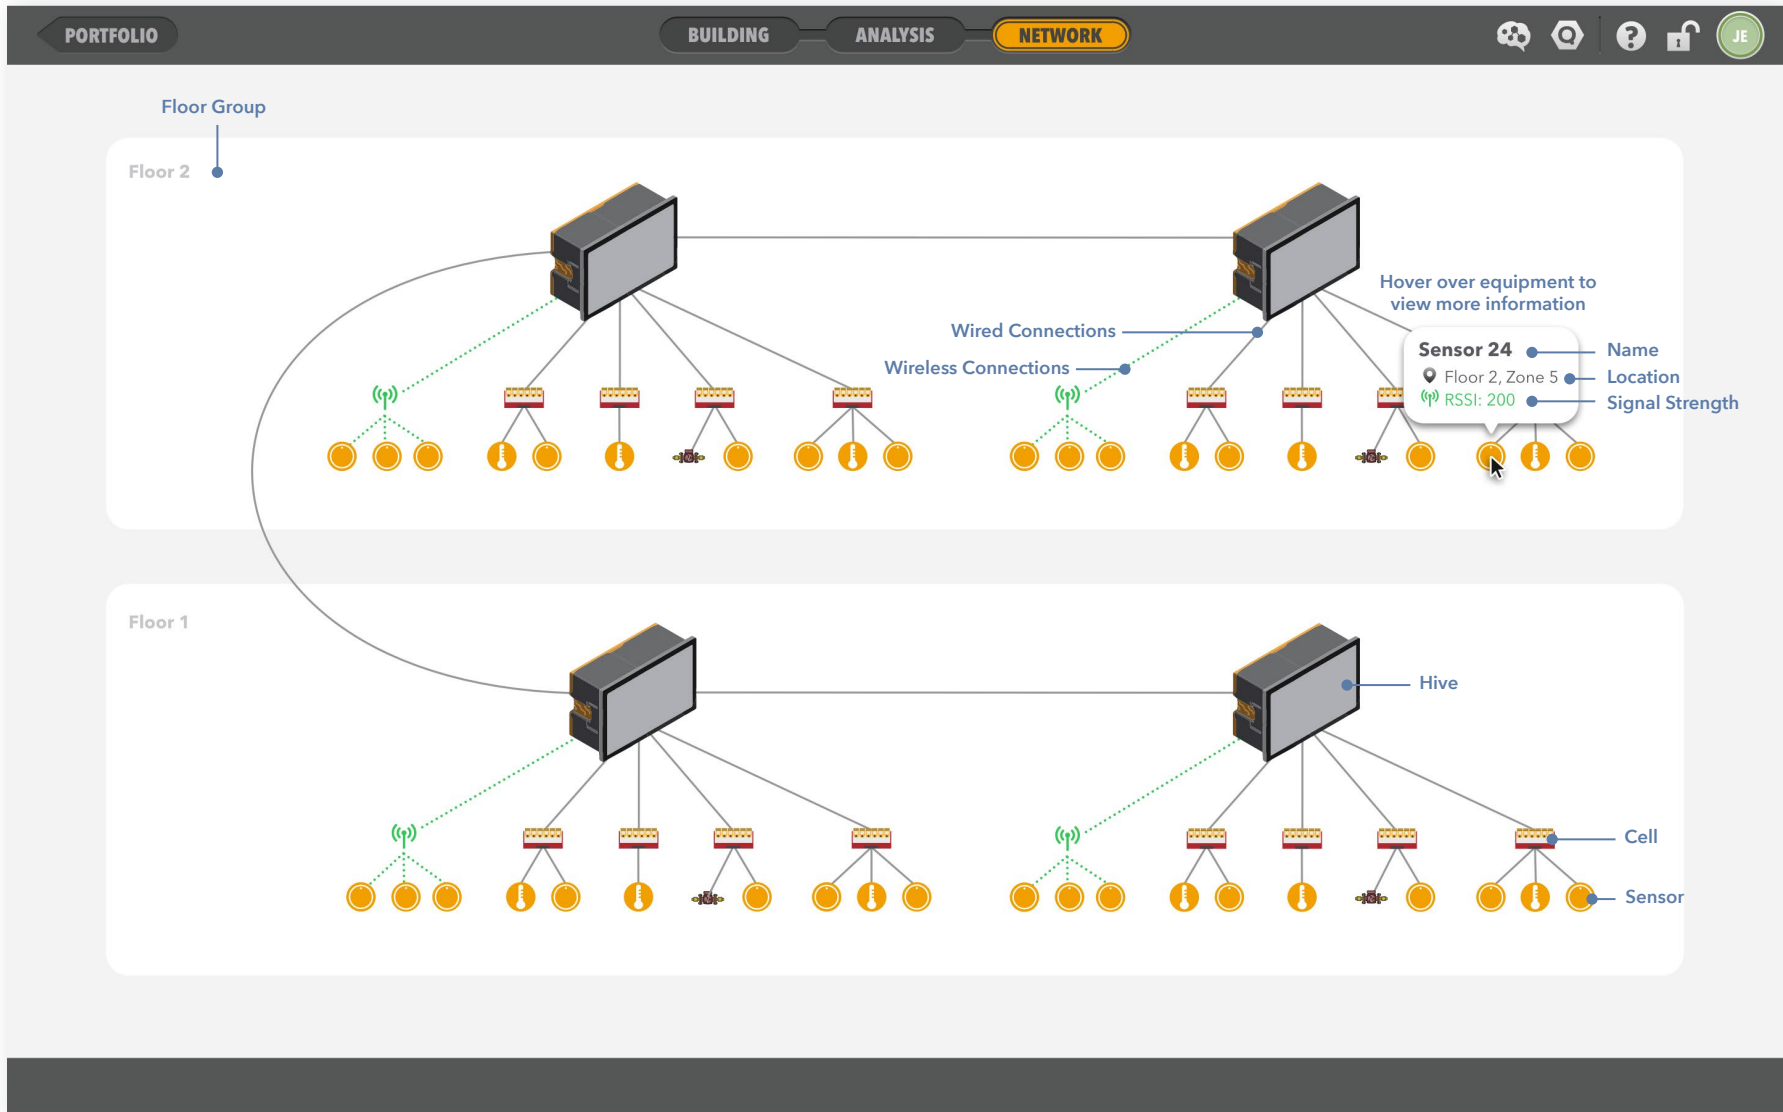 PORTFOLIO
BUILDING
ANALYSIS
NETWORK
JE
Floor Group
Floor 2
Hover over equipment to
view more information
Wired Connections
Wireless Connections
Sensor 24
Name
Floor 2, Zone 5
Location
RSSI: 200
Signal Strength
Floor 1
Hive
Cell
Sensor